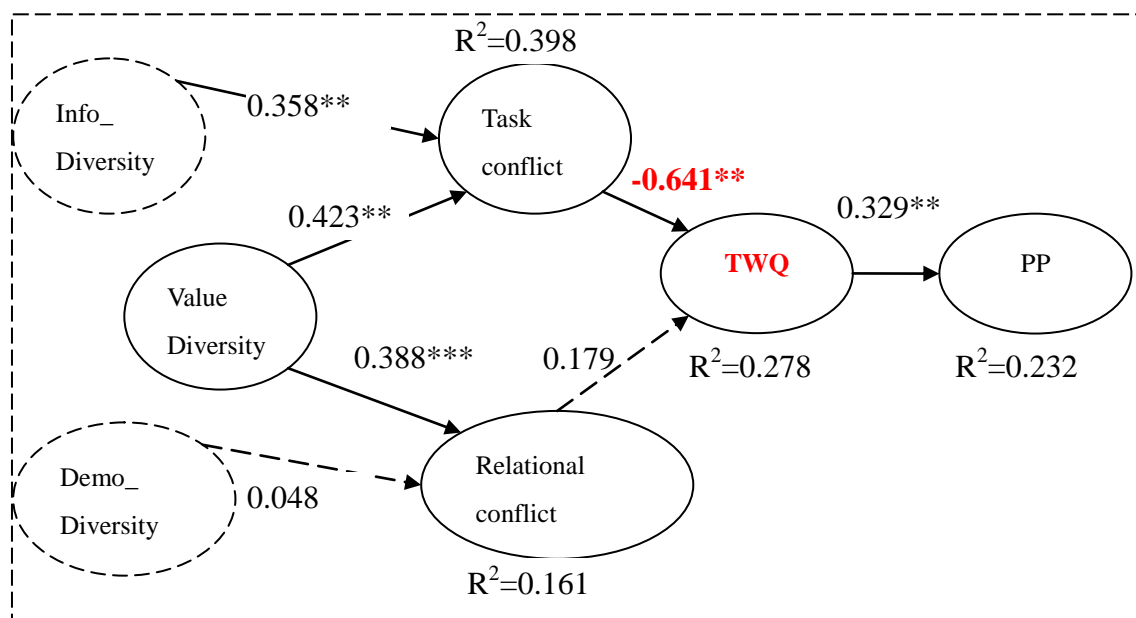 R²=0.398
Info_
Diversity
0.358**
Task
conflict
-0.641**
0.423**
0.329**
TWQ
PP
Value
Diversity
0.388***
0.179
R²=0.278
R²=0.232
Demo_
Diversity
0.048
Relational
conflict
R²=0.161